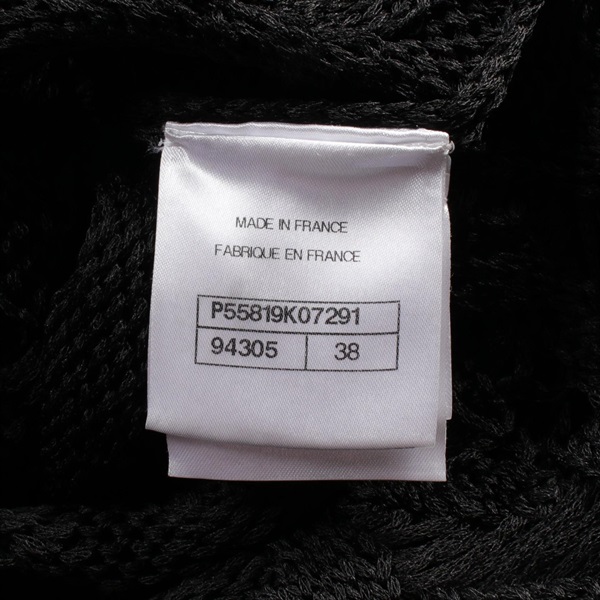 MADE IN FRANCE
FABRIQUE EN FRANCE
P55819K07291
94305 38